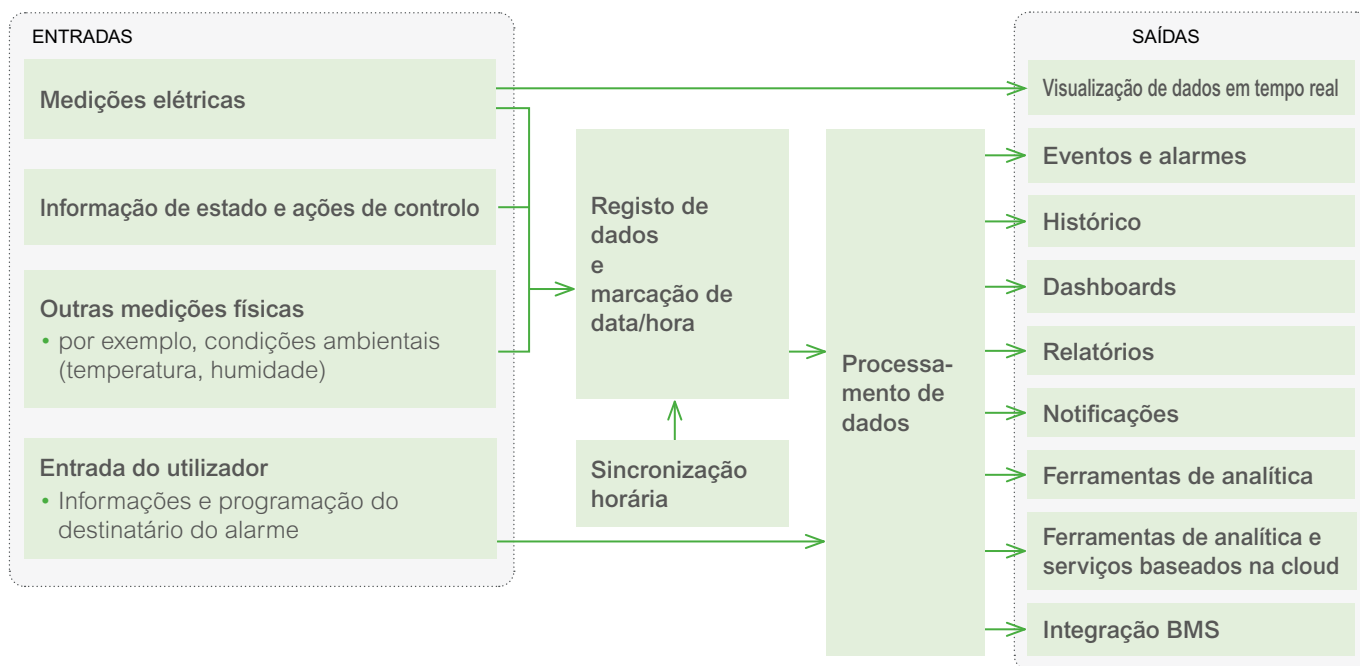 ENTRADAS
Medições elétricas
Informação de estado e ações de controlo
Outras medições físicas
• por exemplo, condições ambientais
(temperatura, humidade)
Entrada do utilizador
• Informações e programação do
destinatário do alarme
Registo de
dados
e
marcação de
data/hora
Sincronização
horária
Processa-
mento de
dados
SAÍDAS
Visualização de dados em tempo real
Eventos e alarmes
Histórico
Dashboards
Relatórios
Notificações
Ferramentas de analítica
Ferramentas de analítica e
serviços baseados na cloud
Integração BMS